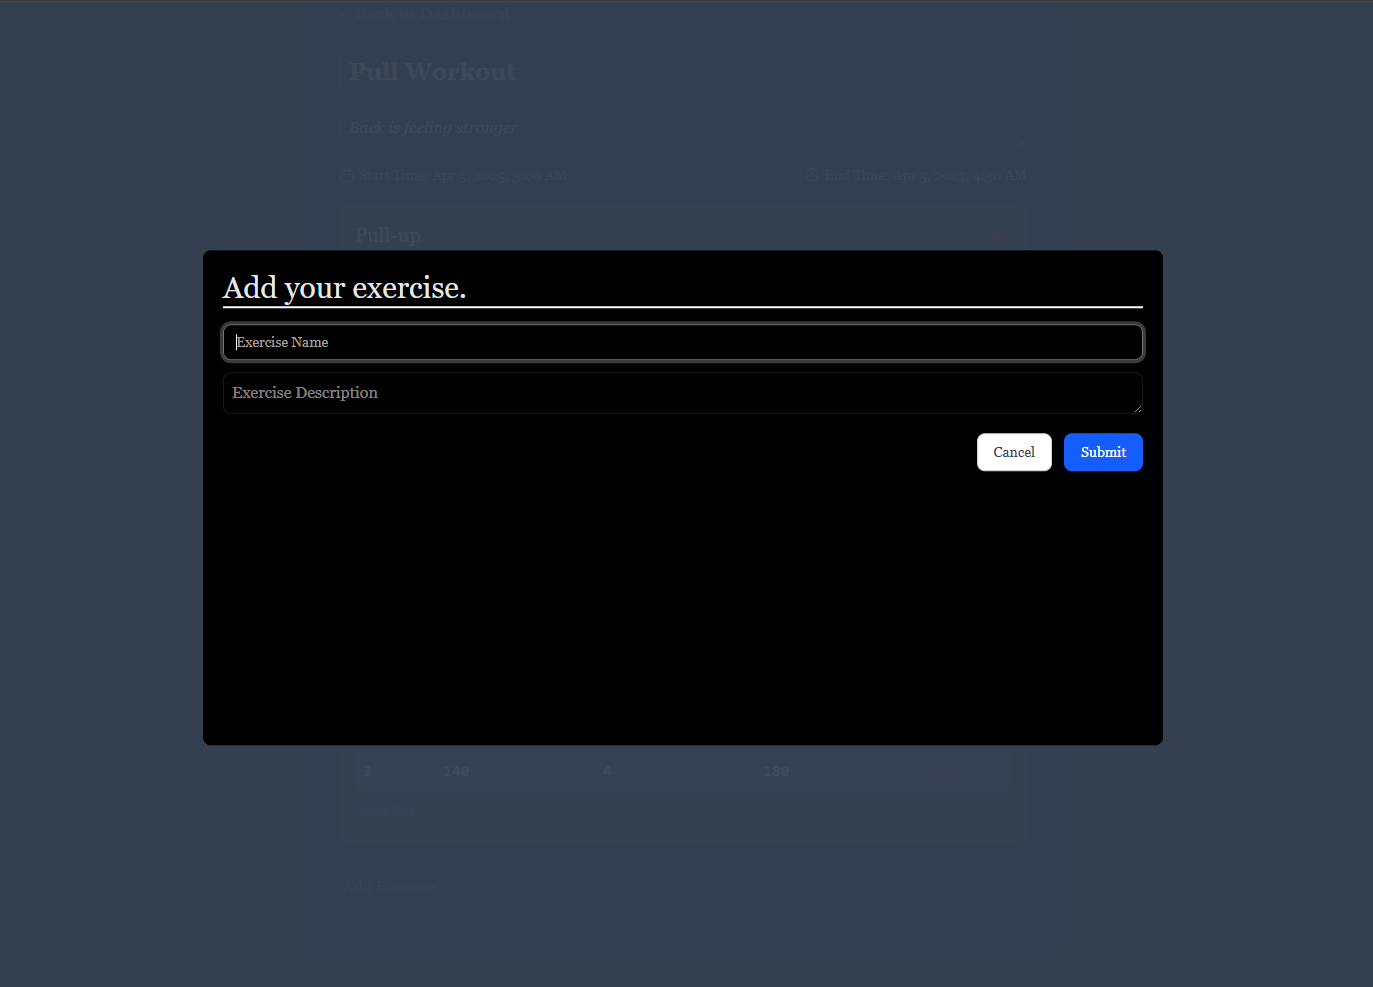 Back to Dashboard
Pull Workout
Back is feeling stronger
Start Time: Apr 5, 2025, 3:00 AM
End Time: Apr 5, 2025, 4:30 AM
Pull-up
Add your exercise.
Exercise Name
Exercise Description
Cancel
Submit
3 140 4 180
Add Exercise